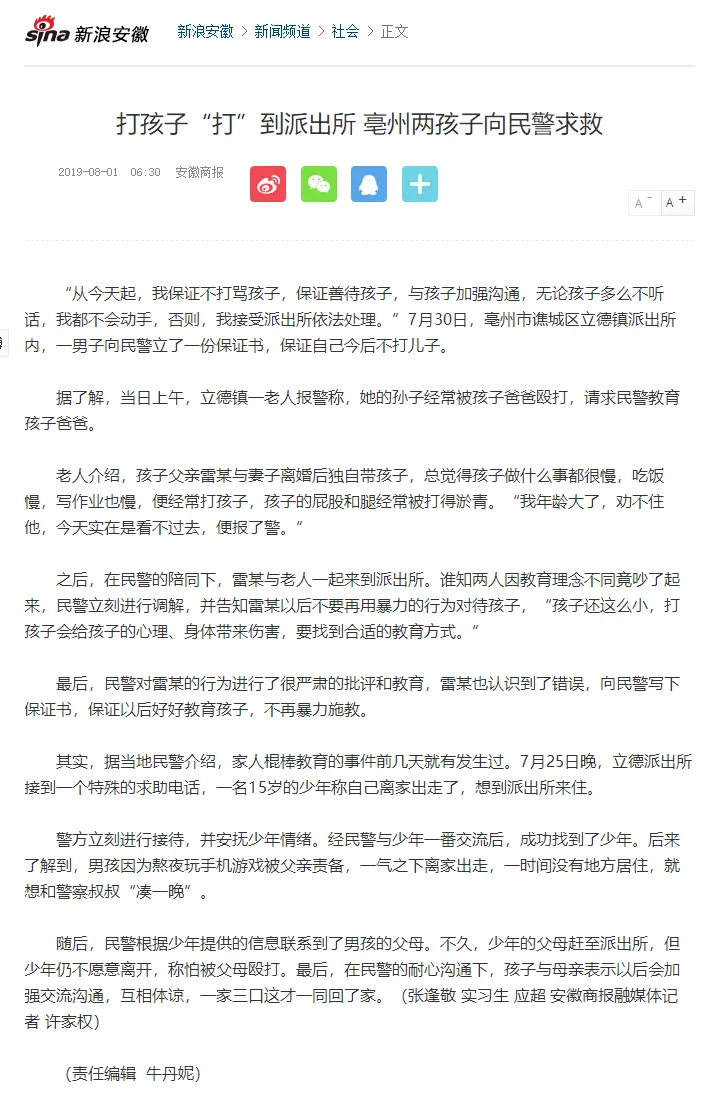 sina 新浪安徽 新浪安徽 > 新闻频道 > 社会 > 正文
打孩子“打”到派出所 亳州两孩子向民警求救
2019-08-01 06:30 安徽商报
A - A +
“从今天起，我保证不打骂孩子，保证善待孩子，与孩子加强沟通，无论孩子多么不听
话，我都不会动手，否则，我接受派出所依法处理。“7月30日，亳州市谯城区立德镇派出所
内，一男子向民警立了一份保证书，保证自己今后不打儿子。
据了解，当日上午，立德镇一老人报警称，她的孙子经常被孩子爸爸殴打，请求民警教育
孩子爸爸。
老人介绍，孩子父亲雷某与妻子离婚后独自带孩子，总觉得孩子做什么事都很慢，吃饭
慢，写作业也慢，便经常打孩子，孩子的屁股和腿经常被打得淤青。“我年龄大了，劝不住
他，今天实在是看不过去，便报了警。“
之后，在民警的陪同下，雷某与老人一起来到派出所。谁知两人因教育理念不同竟吵了起
来，民警立刻进行调解，并告知雷某以后不要再用暴力的行为对待孩子，“孩子还这么小，打
孩子会给孩子的心理、身体带来伤害，要找到合适的教育方式。“
最后，民警对雷某的行为进行了很严肃的批评和教育，雷某也认识到了错误，向民警写下
保证书，保证以后好好教育孩子，不再暴力施教。
其实，据当地民警介绍，家人棍棒教育的事件前几天就有发生过。7月25日晚，立德派出所
接到一个特殊的求助电话，一名15岁的少年称自己离家出走了，想到派出所来住。
警方立刻进行接待，并安抚少年情绪。经民警与少年一番交流后，成功找到了少年。后来
了解到，男孩因为熬夜玩手机游戏被父亲责备，一气之下离家出走，一时间没有地方居住，就
想和警察叔叔“凑一晚”。
随后，民警根据少年提供的信息联系到了男孩的父母。不久，少年的父母赶至派出所，但
少年仍不愿意离开，称怕被父母殴打。最后，在民警的耐心沟通下，孩子与母亲表示以后会加
强交流沟通，互相体谅，一家三口这才一同回了家。（张逢敬 实习生 应超 安徽商报融媒体记
者 许家权）
（责任编辑 牛丹妮）